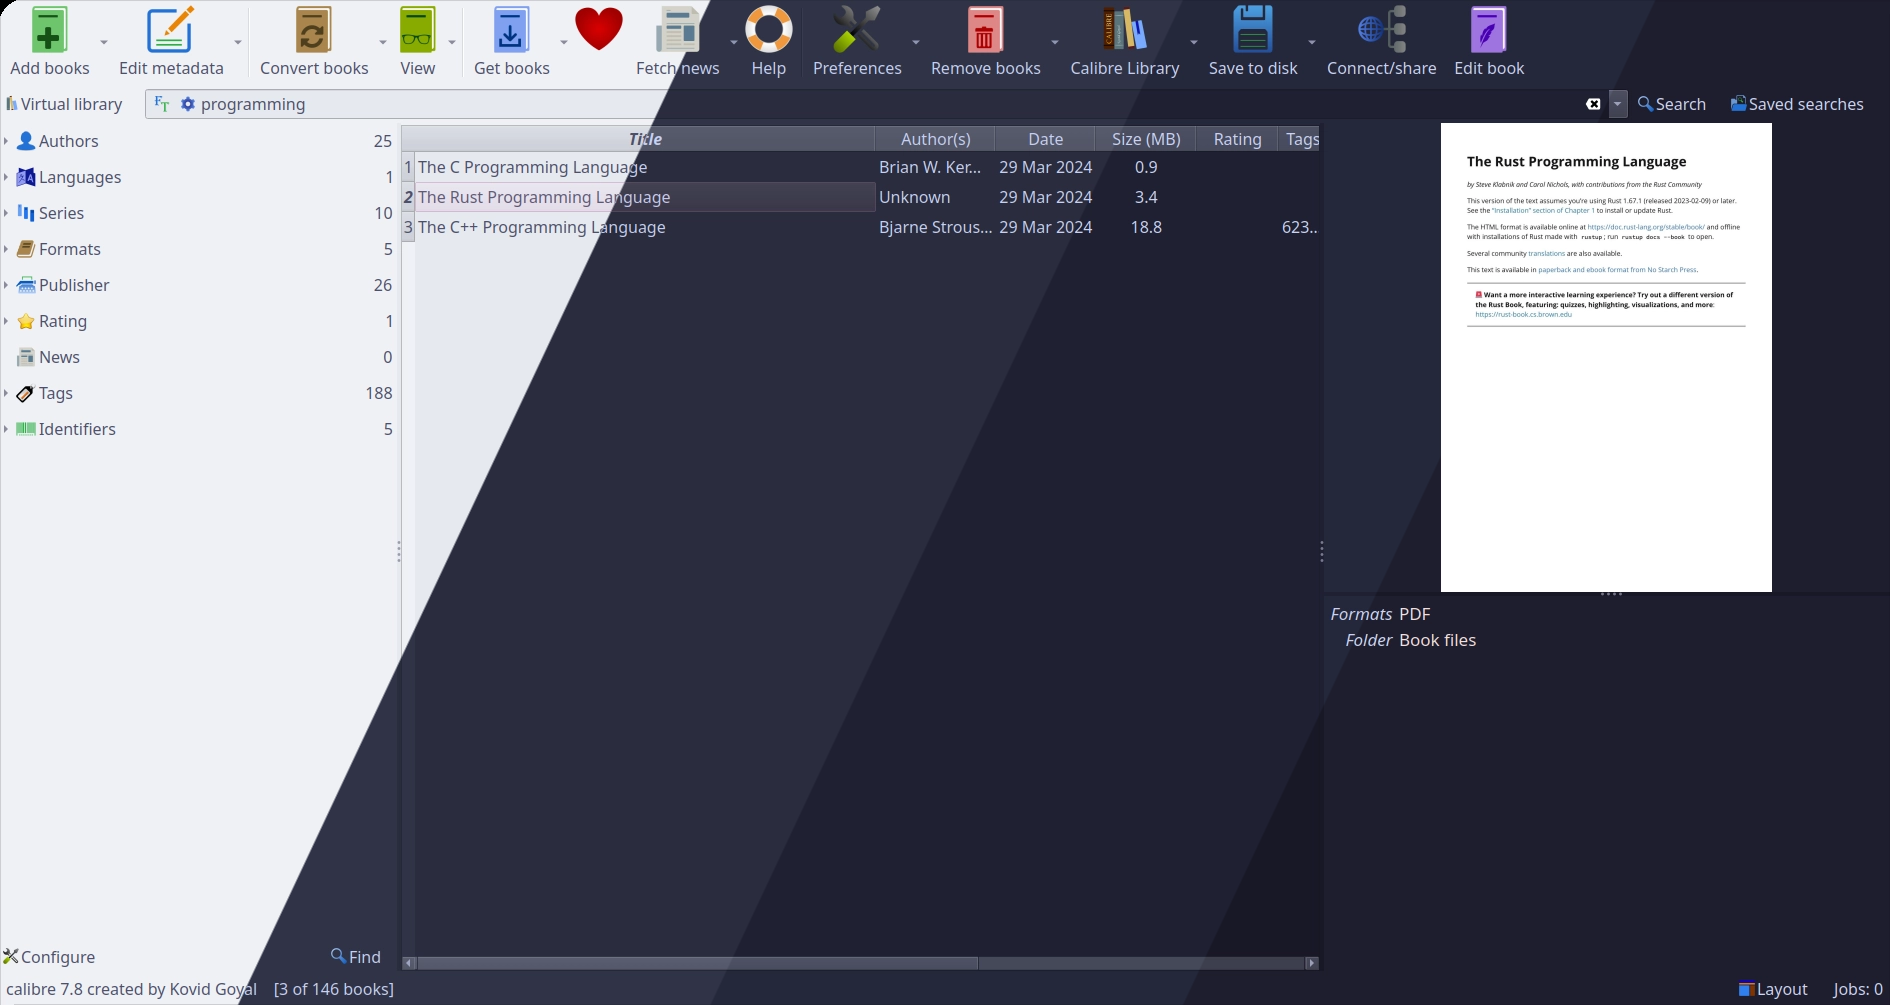 Add books Edit metadata Convert books View Get books Fetch news Help Preferences Remove books Calibre Library Save to disk Connect/share Edit book
Virtual library FT programming Search Saved searches
Authors 25
Languages 1
Series 10
Formats 5
Publisher 26
Rating 1
News 0
Tags 188
Identifiers 5
Configure Find
Title Author(s) Date Size (MB) Rating Tags
1 The C Programming Language Brian W. Ker... 29 Mar 2024 0.9
2 The Rust Programming Language Unknown 29 Mar 2024 3.4
3 The C++ Programming Language Bjarne Strous... 29 Mar 2024 18.8 623..
The Rust Programming Language
by Steve Klabnik and Carol Nichols, with contributions from the Rust Community
This version of the text assumes you're using Rust 1.67.1 (released 2023-02-09) or later.
See the "Installation" section of Chapter 1 to install or update Rust.
The HTML format is available online at https://doc.rust-lang.org/stable/book/ and offline
with installations of Rust made with rustup; run rustup docs --book to open.
Several community translations are also available.
This text is available in paperback and ebook format from No Starch Press.
Want a more interactive learning experience? Try out a different version of
the Rust Book, featuring: quizzes, highlighting, visualizations, and more:
https://rust-book.cs.brown.edu
Formats PDF
Folder Book files
calibre 7.8 created by Kovid Goyal [3 of 146 books] Layout Jobs: 0